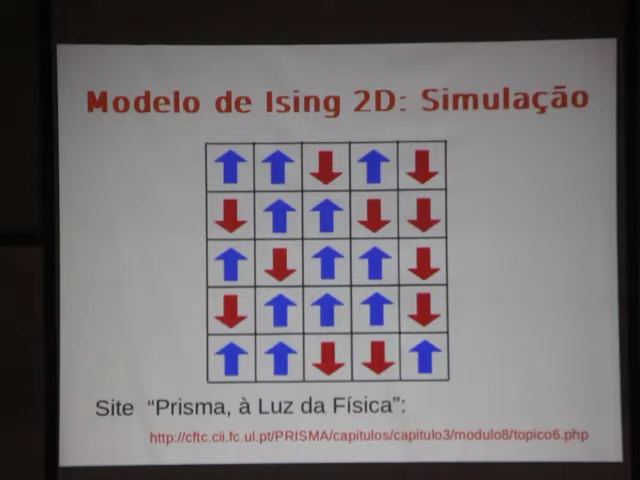 Modelo de Ising 2D: Simulação
Site “Prisma, à Luz da Física”:
http://cftc.cii.fc.ul.pt/PRISMA/capitulos/capitulo3/modulo8/topico6.php